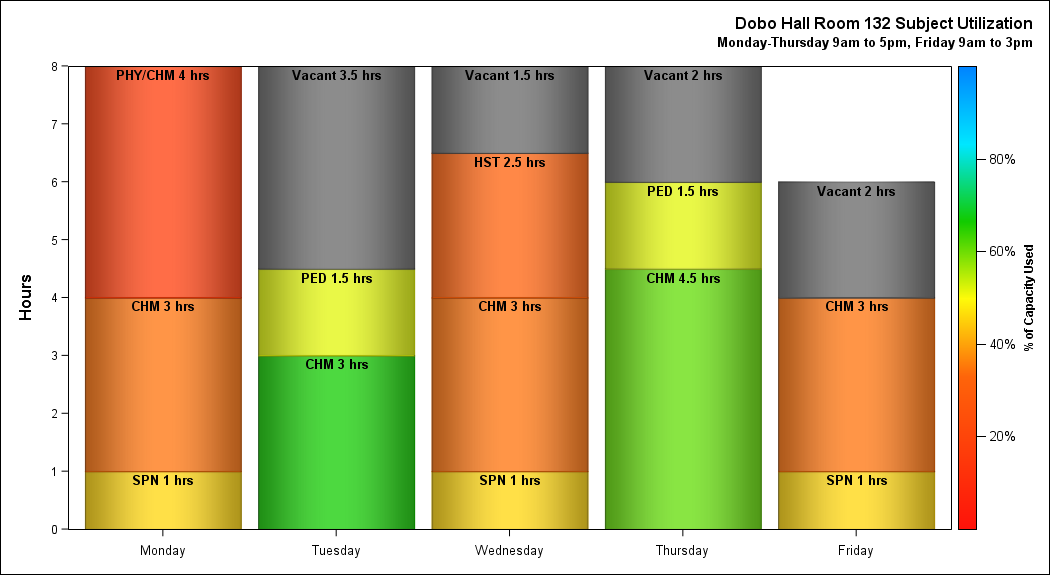 Dobo Hall Room 132 Subject Utilization
Monday-Thursday 9am to 5pm, Friday 9am to 3pm
Hours
8
7
6
5
4
3
2
1
0
PHY/CHM 4 hrs
CHM 3 hrs
SPN 1 hrs
Vacant 3.5 hrs
PED 1.5 hrs
CHM 3 hrs
Vacant 1.5 hrs
HST 2.5 hrs
CHM 3 hrs
SPN 1 hrs
Vacant 2 hrs
PED 1.5 hrs
CHM 4.5 hrs
Vacant 2 hrs
CHM 3 hrs
SPN 1 hrs
Monday
Tuesday
Wednesday
Thursday
Friday
80%
60%
40%
20%
% of Capacity Used